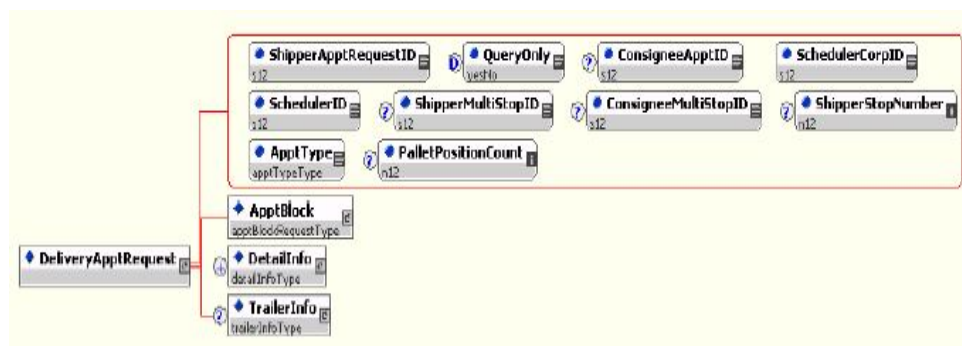 ShipperApptRequestID D QueryOnly ? ConsigneeApptID SchedulerCorpID
s12 yesNo s12 s12
SchedulerID ? ShipperMultiStopID ? ConsigneeMultiStopID ? ShipperStopNumber
s12 s12 s12 n12
ApptType ? PalletPositionCount
apptTypeType n12
ApptBlock
apptBlockRequestType
DeliveryApptRequest
+ DetailInfo
detailInfoType
? TrailerInfo
trailerInfoType